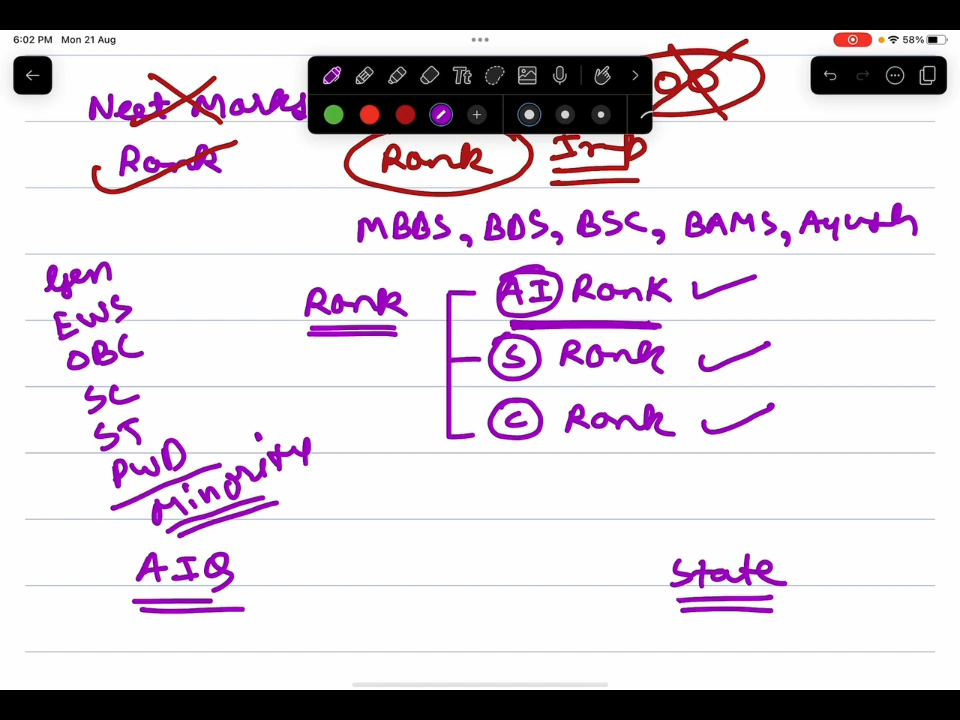 6:02 PM Mon 21 Aug
58%
Tt
Neet Marks
Rank
Rank Imp
MBBS, BDS, BSC, BAMS, Ayush
Gen
EWS
OBC
SC
ST
PWD
Minority
Rank
AI Rank
S Rank
C Rank
AIQ
State